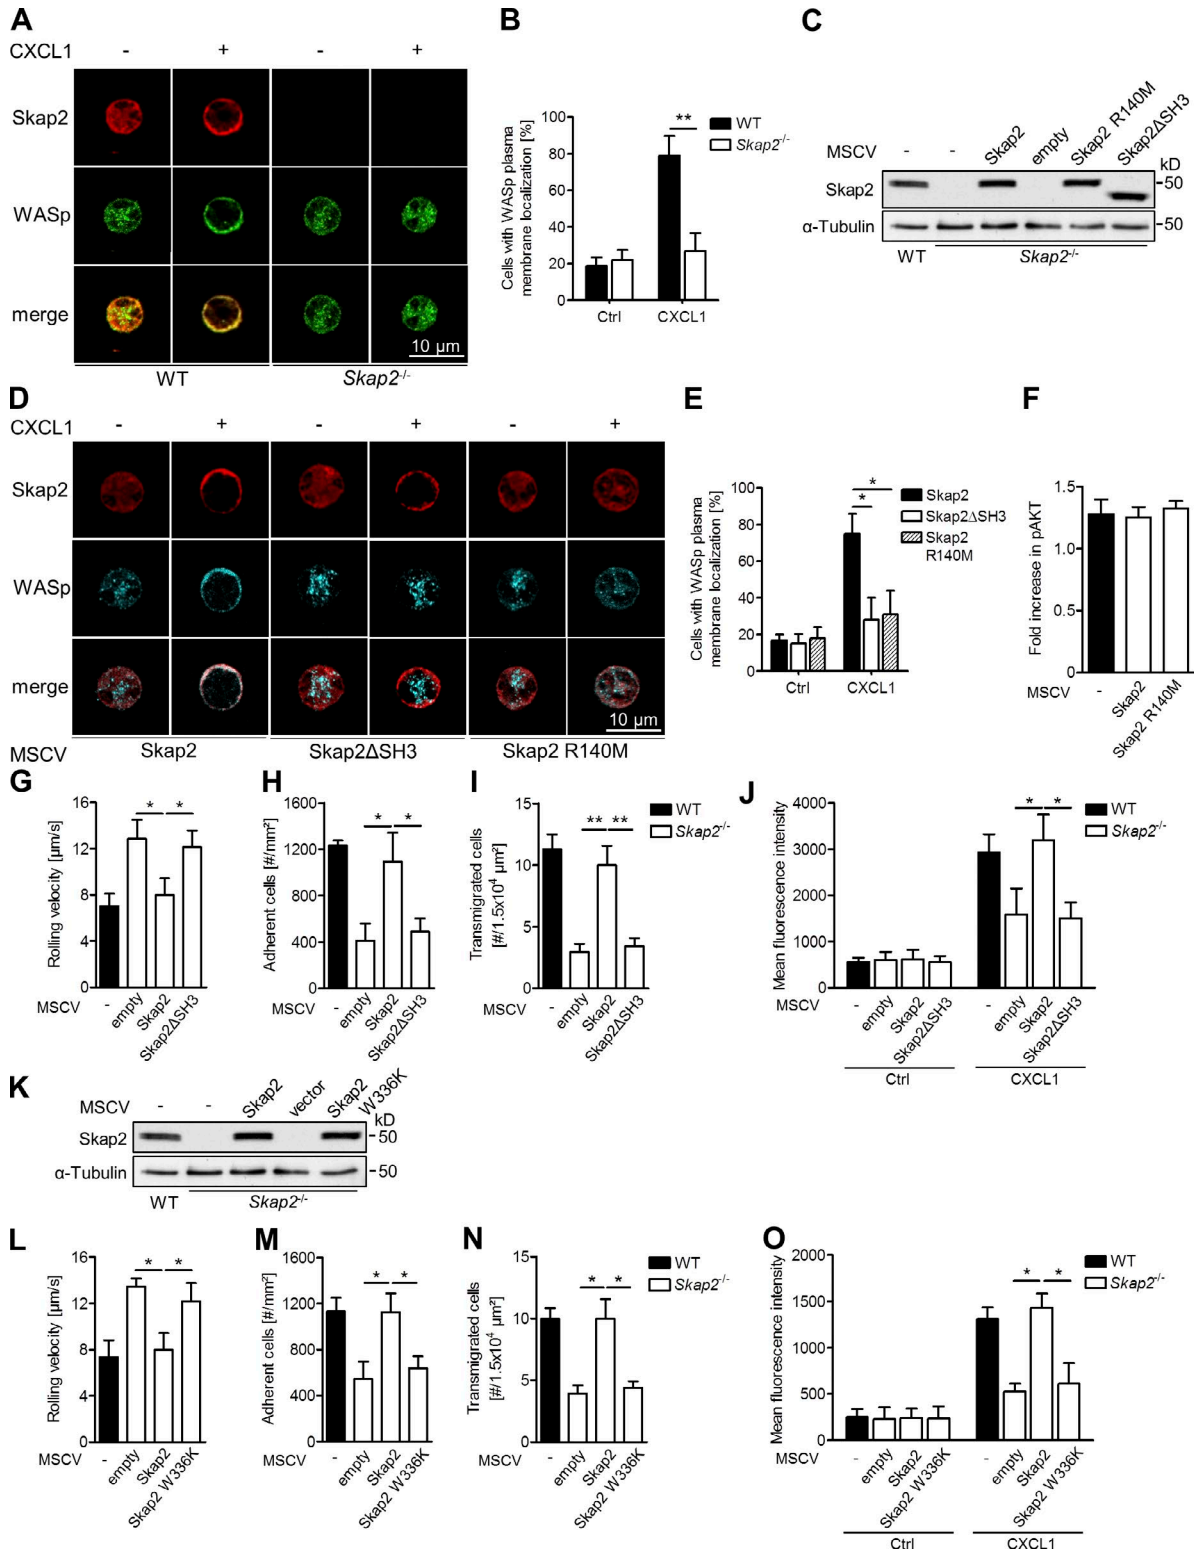 A
CXCL1 - + - +
Skap2
WASp
merge
10 µm
WT Skap2-/-
B
Cells with WASp plasma
membrane localization [%]
100
80
60
40
20
0
**
WT
Skap2-/-
Ctrl CXCL1
C
MSCV - - Skap2 empty Skap2 R140M Skap2ΔSH3
kD
Skap2 -50
α-Tubulin -50
WT Skap2-/-
D
CXCL1 - + - + - +
Skap2
WASp
merge
10 µm
MSCV Skap2 Skap2ΔSH3 Skap2 R140M
E
Cells with WASp plasma
membrane localization [%]
100
80
60
40
20
0
*
*
Skap2
Skap2ΔSH3
Skap2
R140M
Ctrl CXCL1
F
Fold increase in pAKT
1.5
1.0
0.5
0
MSCV - Skap2 Skap2 R140M
G
Rolling velocity [µm/s]
16
12
8
4
0
* *
MSCV - empty Skap2 Skap2ΔSH3
H
Adherent cells [#/mm²]
1600
1200
800
400
0
* *
MSCV - empty Skap2 Skap2ΔSH3
I
Transmigrated cells
[#/1.5x10⁴ µm²]
15
10
5
0
** **
WT
Skap2-/-
MSCV - empty Skap2 Skap2ΔSH3
J
Mean fluorescence intensity
4000
3000
2000
1000
0
* *
WT
Skap2-/-
MSCV - empty Skap2 Skap2ΔSH3 - empty Skap2 Skap2ΔSH3
Ctrl CXCL1
K
MSCV - - Skap2 vector Skap2 W336K
kD
Skap2 -50
α-Tubulin -50
WT Skap2-/-
L
Rolling velocity [µm/s]
16
12
8
4
0
* *
MSCV - empty Skap2 Skap2 W336K
M
Adherent cells [#/mm²]
1600
1200
800
400
0
* *
MSCV - empty Skap2 Skap2 W336K
N
Transmigrated cells
[#/1.5x10⁴ µm²]
15
10
5
0
* *
WT
Skap2-/-
MSCV - empty Skap2 Skap2 W336K
O
Mean fluorescence intensity
2000
1500
1000
500
0
* *
WT
Skap2-/-
MSCV - empty Skap2 Skap2 W336K - empty Skap2 Skap2 W336K
Ctrl CXCL1